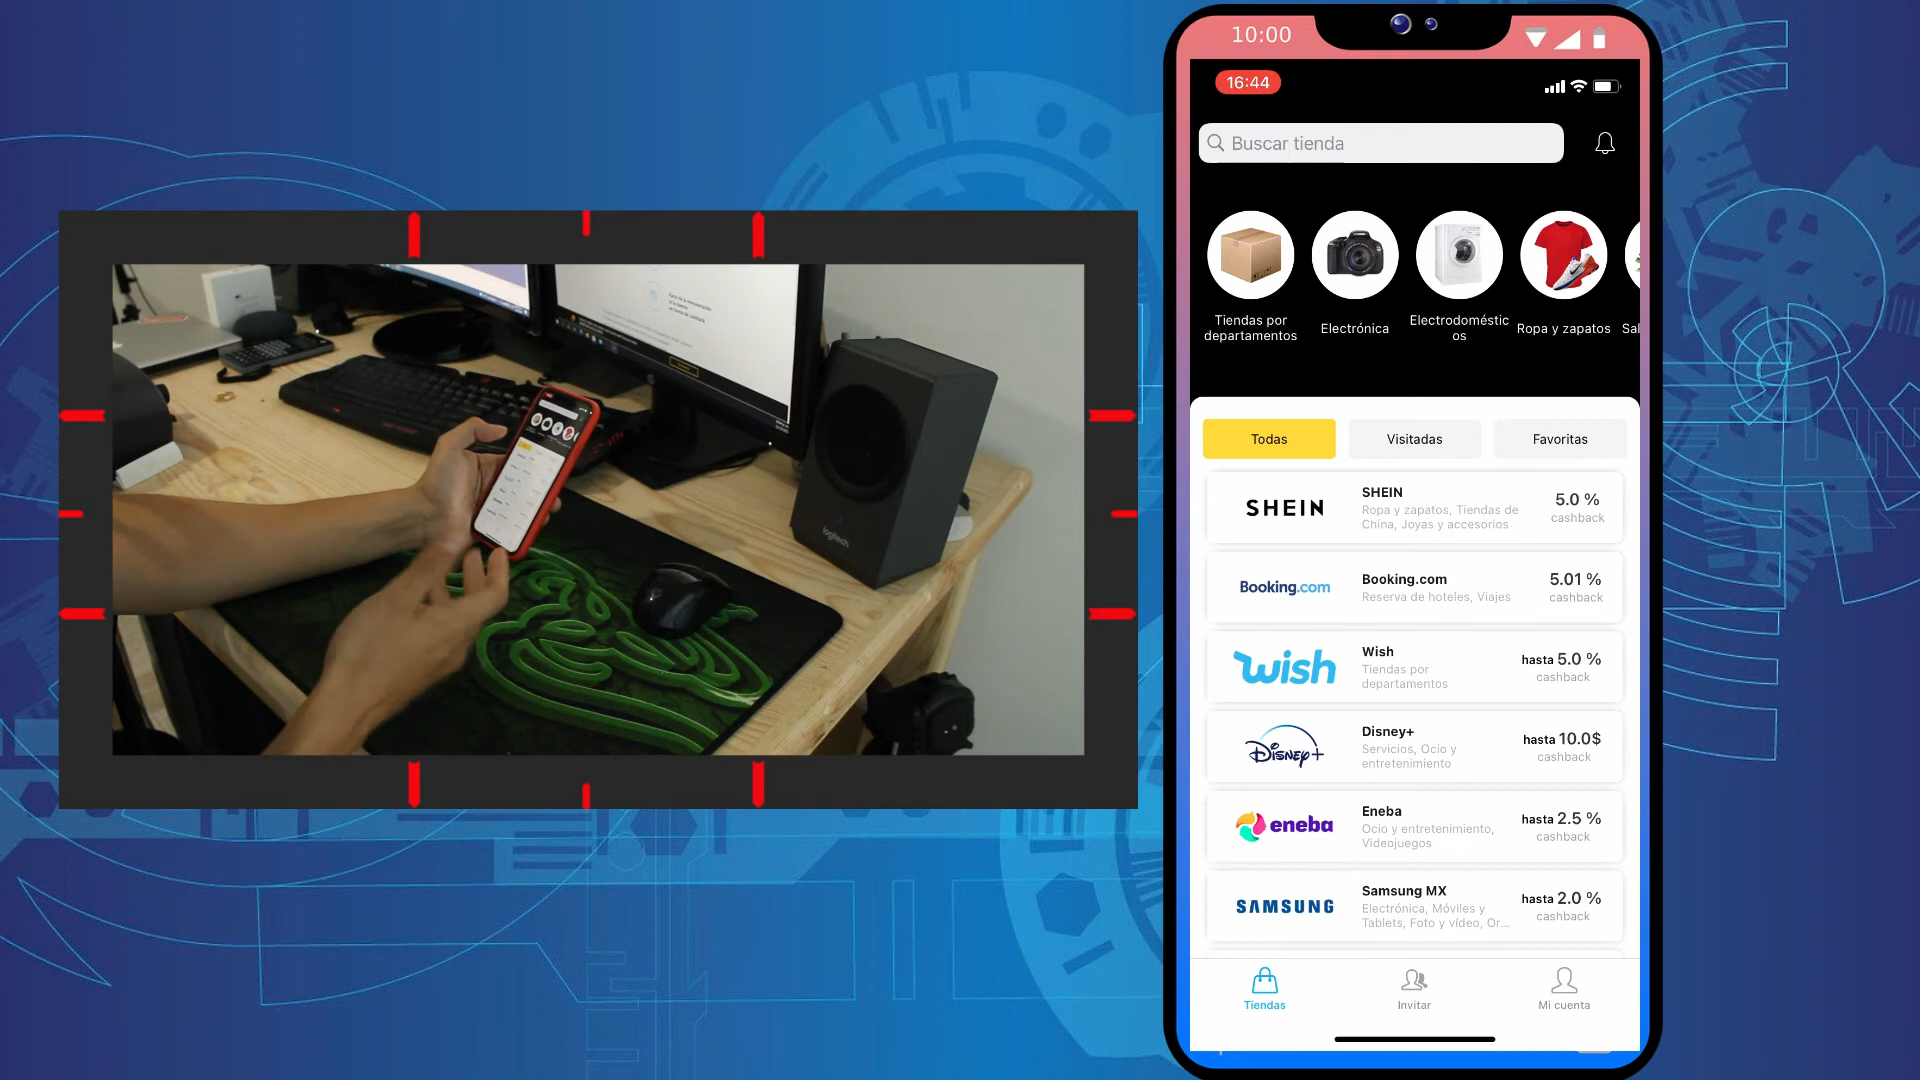 10:00
16:44
Buscar tienda
Tiendas por
departamentos
Electrónica
Electrodoméstic
os
Ropa y zapatos
Sal
Todas
Visitadas
Favoritas
SHEIN
SHEIN
Ropa y zapatos, Tiendas de
China, Joyas y accesorios
5.0 %
cashback
Booking.com
Booking.com
Reserva de hoteles, Viajes
5.01 %
cashback
wish
Wish
Tiendas por
departamentos
hasta 5.0 %
cashback
Disney+
Disney+
Servicios, Ocio y
entretenimiento
hasta 10.0$
cashback
eneba
Eneba
Ocio y entretenimiento,
Videojuegos
hasta 2.5 %
cashback
SAMSUNG
Samsung MX
Electrónica, Móviles y
Tablets, Foto y vídeo, Or...
hasta 2.0 %
cashback
Tiendas
Invitar
Mi cuenta
logitech